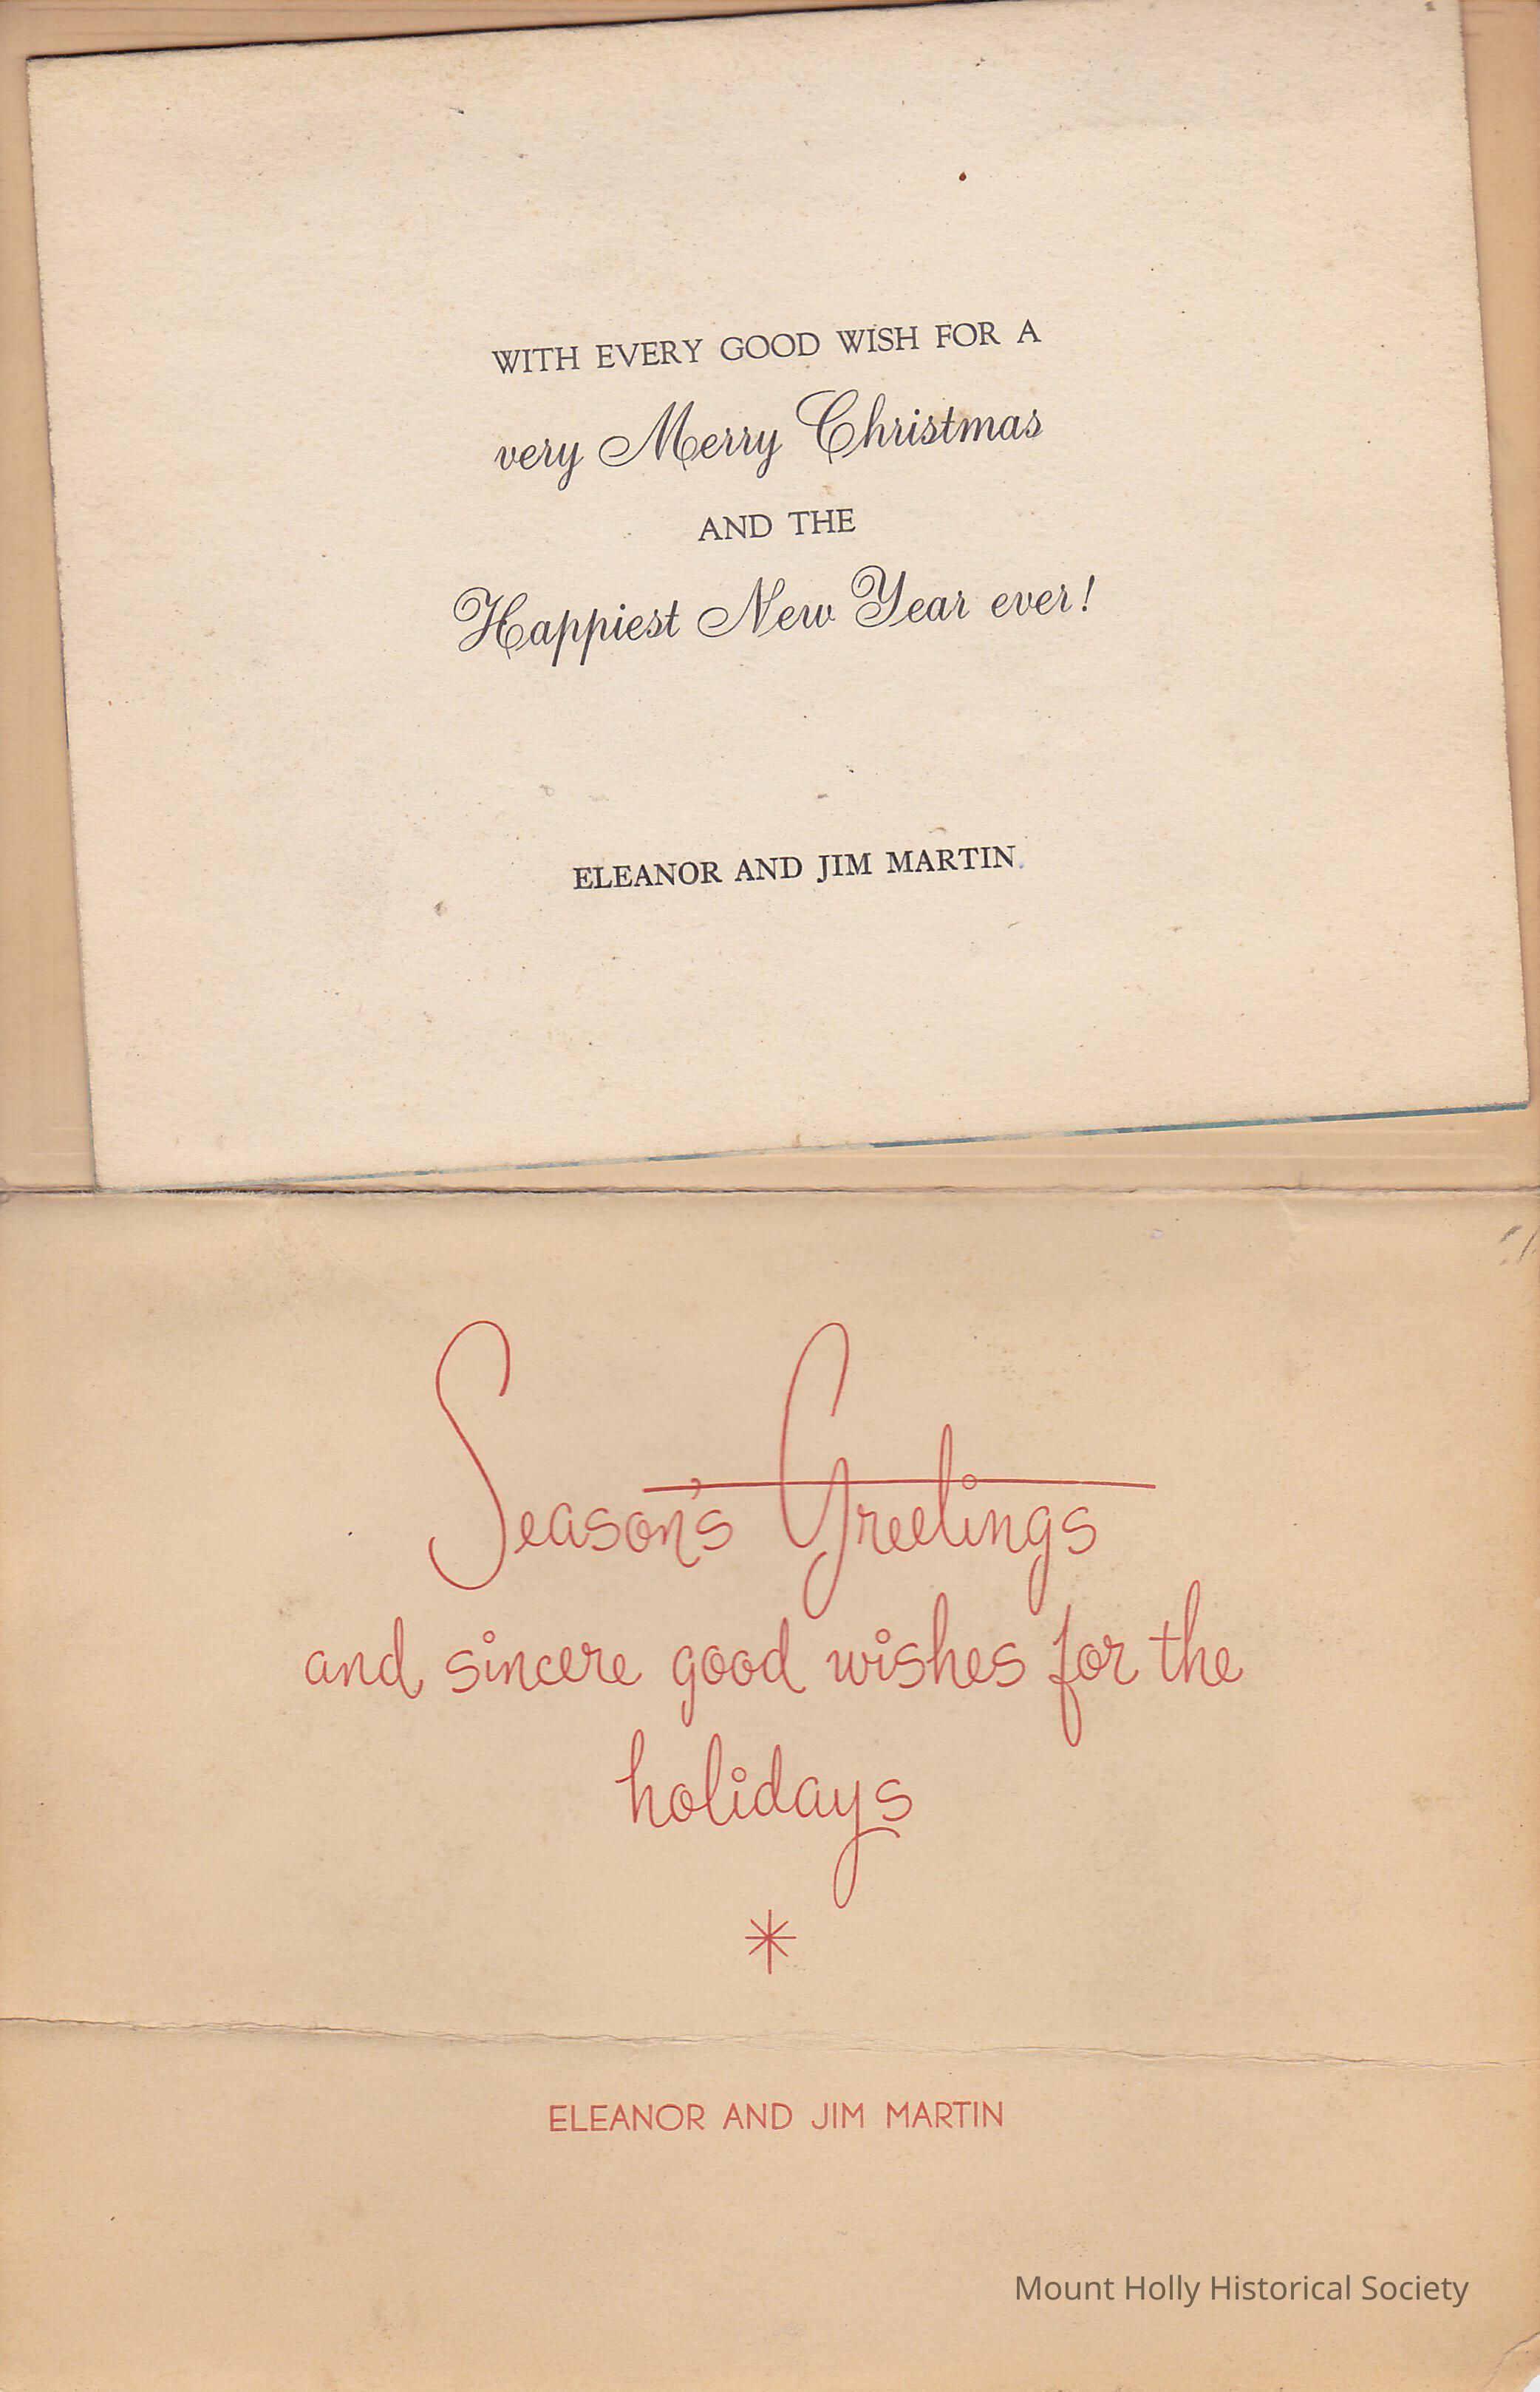 WITH EVERY GOOD WISH FOR A
very Merry Christmas
AND THE
Happiest New Year ever!
ELEANOR AND JIM MARTIN
Season's Greetings
and sincere good wishes for the
holidays
ELEANOR AND JIM MARTIN
Mount Holly Historical Society